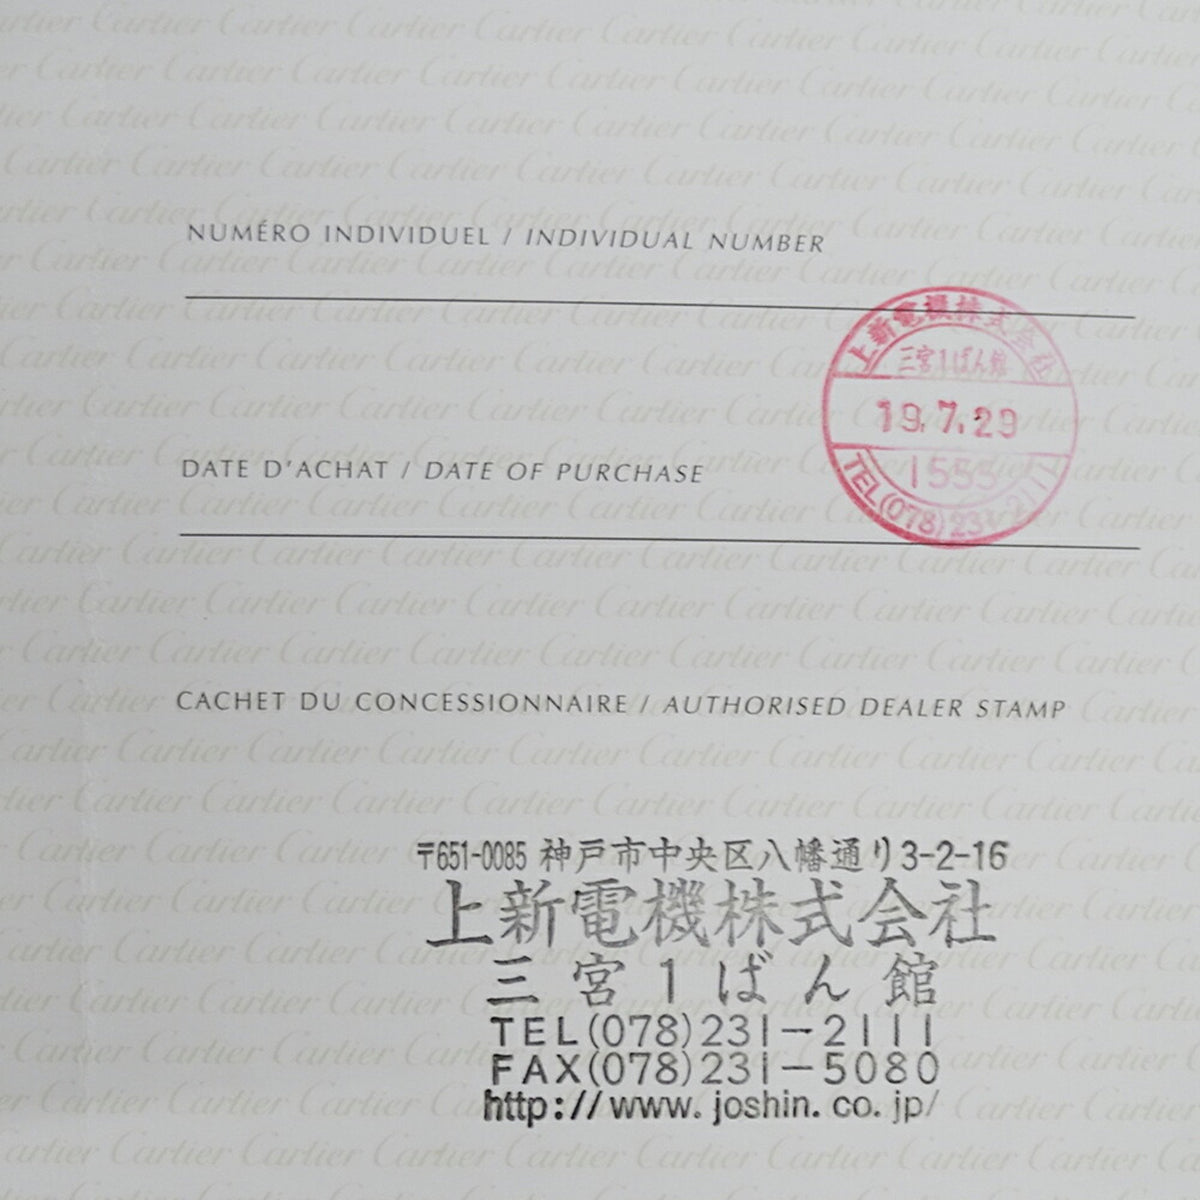 NUMÉRO INDIVIDUEL / INDIVIDUAL NUMBER
上新電機株式会社
三宮1ばん館
19.7.29
DATE D'ACHAT / DATE OF PURCHASE
1555
TEL(078)231-2111
CACHET DU CONCESSIONNAIRE / AUTHORISED DEALER STAMP
〒651-0085 神戸市中央区八幡通り3-2-16
上新電機株式会社
三宮1ばん館
TEL(078)231-2111
FAX(078)231-5080
http://www.joshin.co.jp/